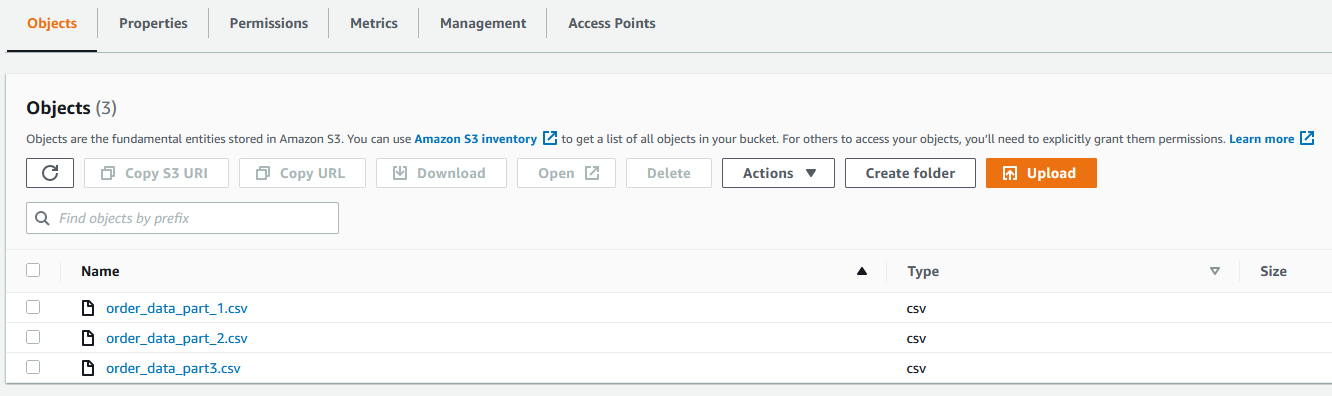 Objects Properties Permissions Metrics Management Access Points
Objects (3)
Objects are the fundamental entities stored in Amazon S3. You can use Amazon S3 inventory to get a list of all objects in your bucket. For others to access your objects, you'll need to explicitly grant them permissions. Learn more
Copy S3 URI Copy URL Download Open Delete Actions Create folder Upload
Find objects by prefix
Name Type Size
order_data_part_1.csv csv
order_data_part_2.csv csv
order_data_part3.csv csv